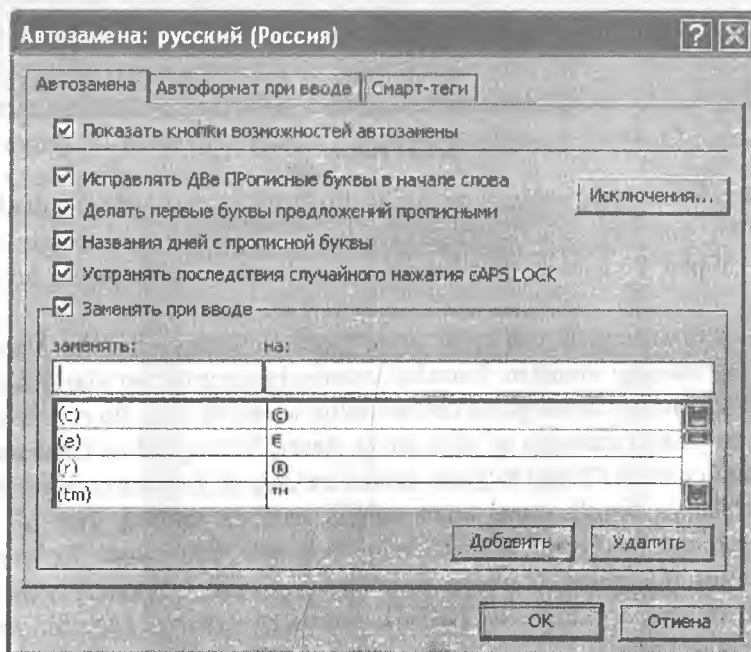 Автозамена: русский (Россия)
Автозамена Автоформат при вводе Смарт-теги
Показать кнопки возможностей автозамены
Исправлять ДВе ПРописные буквы в начале слова
Исключения...
Делать первые буквы предложений прописными
Названия дней с прописной буквы
Устранять последствия случайного нажатия cAPS LOCK
Заменять при вводе
заменять: на:
(c) ©
(e) €
(r) ®
(tm) ™
Добавить Удалить
OK Отмена